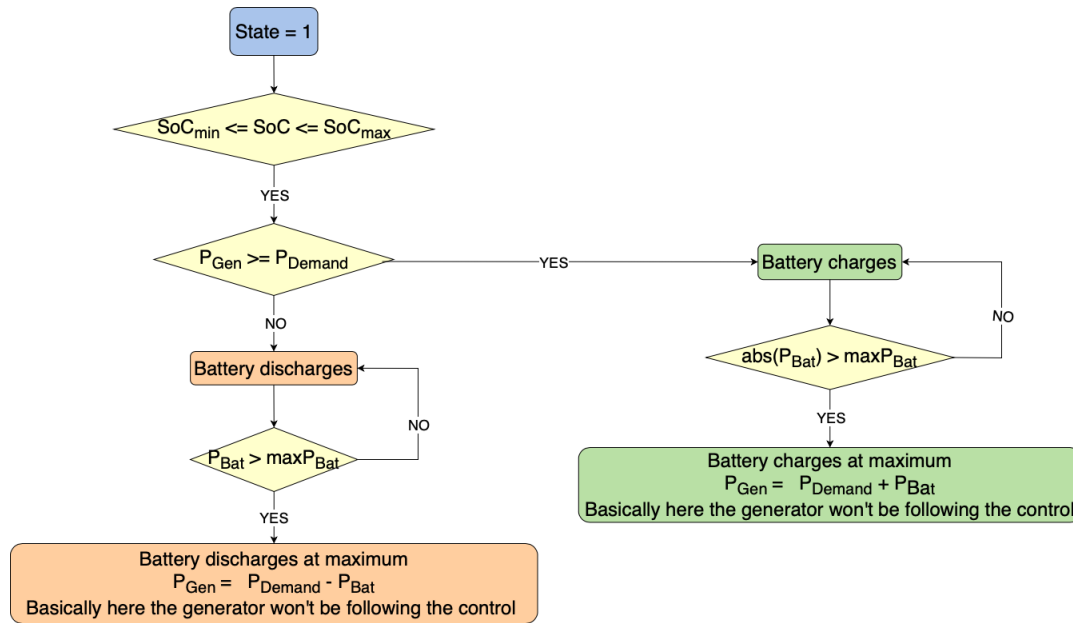 State = 1
SoCmin <= SoC <= SoCmax
YES
PGen >= PDemand
YES
Battery charges
NO
NO
Battery discharges
abs(PBat) > maxPBat
YES
NO
PBat > maxPBat
Battery charges at maximum
PGen = PDemand + PBat
Basically here the generator won't be following the control
YES
Battery discharges at maximum
PGen = PDemand - PBat
Basically here the generator won't be following the control